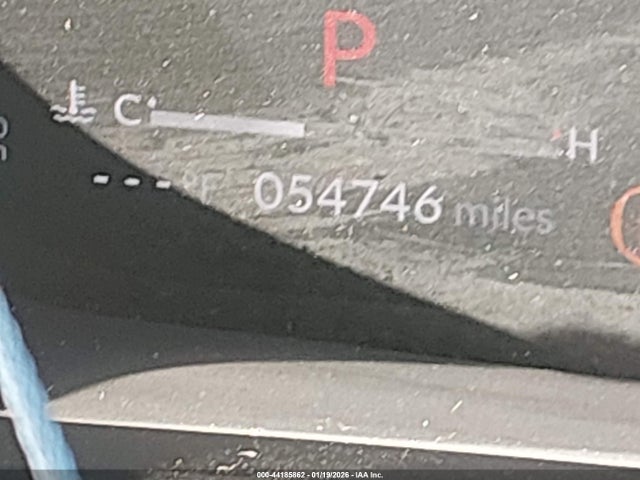 P
C H
---°F 054746 miles
000-44185862 - 01/19/2026 - IAA Inc.